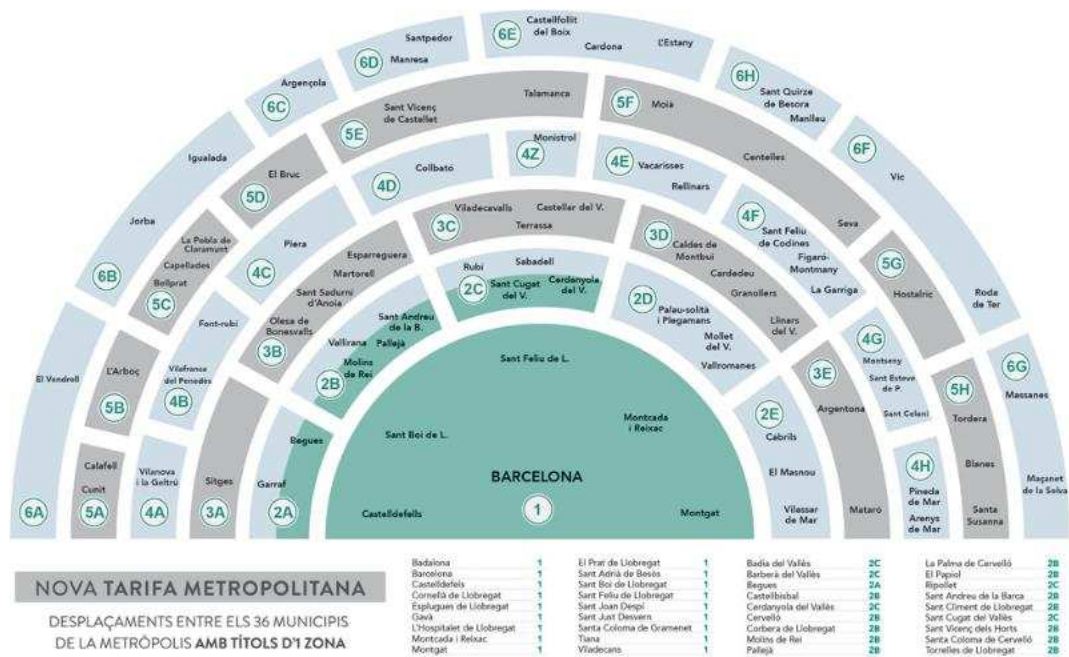 6E
Castellfollit
del Boix
Cardona
L'Estany
6D
Santpedor
Manresa
6H
Sant Quirze
de Besora
Manlleu
6C
Argençola
5E
Sant Vicenç
de Castellet
Talamanca
5F
Moià
Centelles
Seva
6F
Vic
Roda
de Ter
Igualada
Jorba
6B
5D
El Bruc
4D
Collbató
4Z
Monistrol
4E
Vacarisses
Rellinars
4F
Sant Feliu
de Codines
Figaró-
Montmany
La Garriga
5G
Hostalric
La Pobla de
Claramunt
Capellades
Bellprat
5C
4C
Piera
3C
Viladecavalls
Castellar del V.
Terrassa
3D
Caldes de
Montbui
Cardedeu
Granollers
Llinars
del V.
Esparreguera
Martorell
Sant Sadurní
d'Anoia
Olesa de
Bonesvalls
3B
2C
Rubí
Sabadell
Sant Cugat
del V.
Cerdanyola
del V.
2D
Palau-solità
i Plegamans
Mollet
del V.
Vallromanes
Font-rubí
Vilafranca
del Penedès
4B
Sant Andreu
de la B.
Vallirana
Pallejà
Molins
de Rei
2B
4G
Montseny
Sant Esteve
de P.
Sant Celoni
El Vendrell
L'Arboç
5B
Sant Feliu de L.
3E
Argentona
Mataró
5H
Tordera
Blanes
Santa
Susanna
6G
Massanes
Maçanet
de la Selva
Begues
Sant Boi de L.
Montcada
i Reixac
2E
Cabrils
El Masnou
Vilassar
de Mar
Calafell
Cunit
5A
Vilanova
i la Geltrú
4A
Sitges
3A
Garraf
2A
BARCELONA
1
Castelldefels
Montgat
4H
Pineda
de Mar
Arenys
de Mar
6A
NOVA TARIFA METROPOLITANA
DESPLAÇAMENTS ENTRE ELS 36 MUNICIPIS
DE LA METRÒPOLIS AMB TÍTOLS D'1 ZONA
Badalona 1
Barcelona 1
Castelldefels 1
Cornellà de Llobregat 1
Esplugues de Llobregat 1
Gavà 1
L'Hospitalet de Llobregat 1
Montcada i Reixac 1
Montgat 1
El Prat de Llobregat 1
Sant Adrià de Besòs 1
Sant Boi de Llobregat 1
Sant Feliu de Llobregat 1
Sant Joan Despí 1
Sant Just Desvern 1
Santa Coloma de Gramenet 1
Tiana 1
Viladecans 1
Badia del Vallès 2C
Barberà del Vallès 2C
Begues 2A
Castellbisbal 2B
Cerdanyola del Vallès 2C
Cervelló 2B
Corbera de Llobregat 2B
Molins de Rei 2B
Pallejà 2B
La Palma de Cervelló 2B
El Papiol 2B
Ripollet 2C
Sant Andreu de la Barca 2B
Sant Climent de Llobregat 2B
Sant Cugat del Vallès 2C
Sant Vicenç dels Horts 2B
Santa Coloma de Cervelló 2B
Torrelles de Llobregat 2B